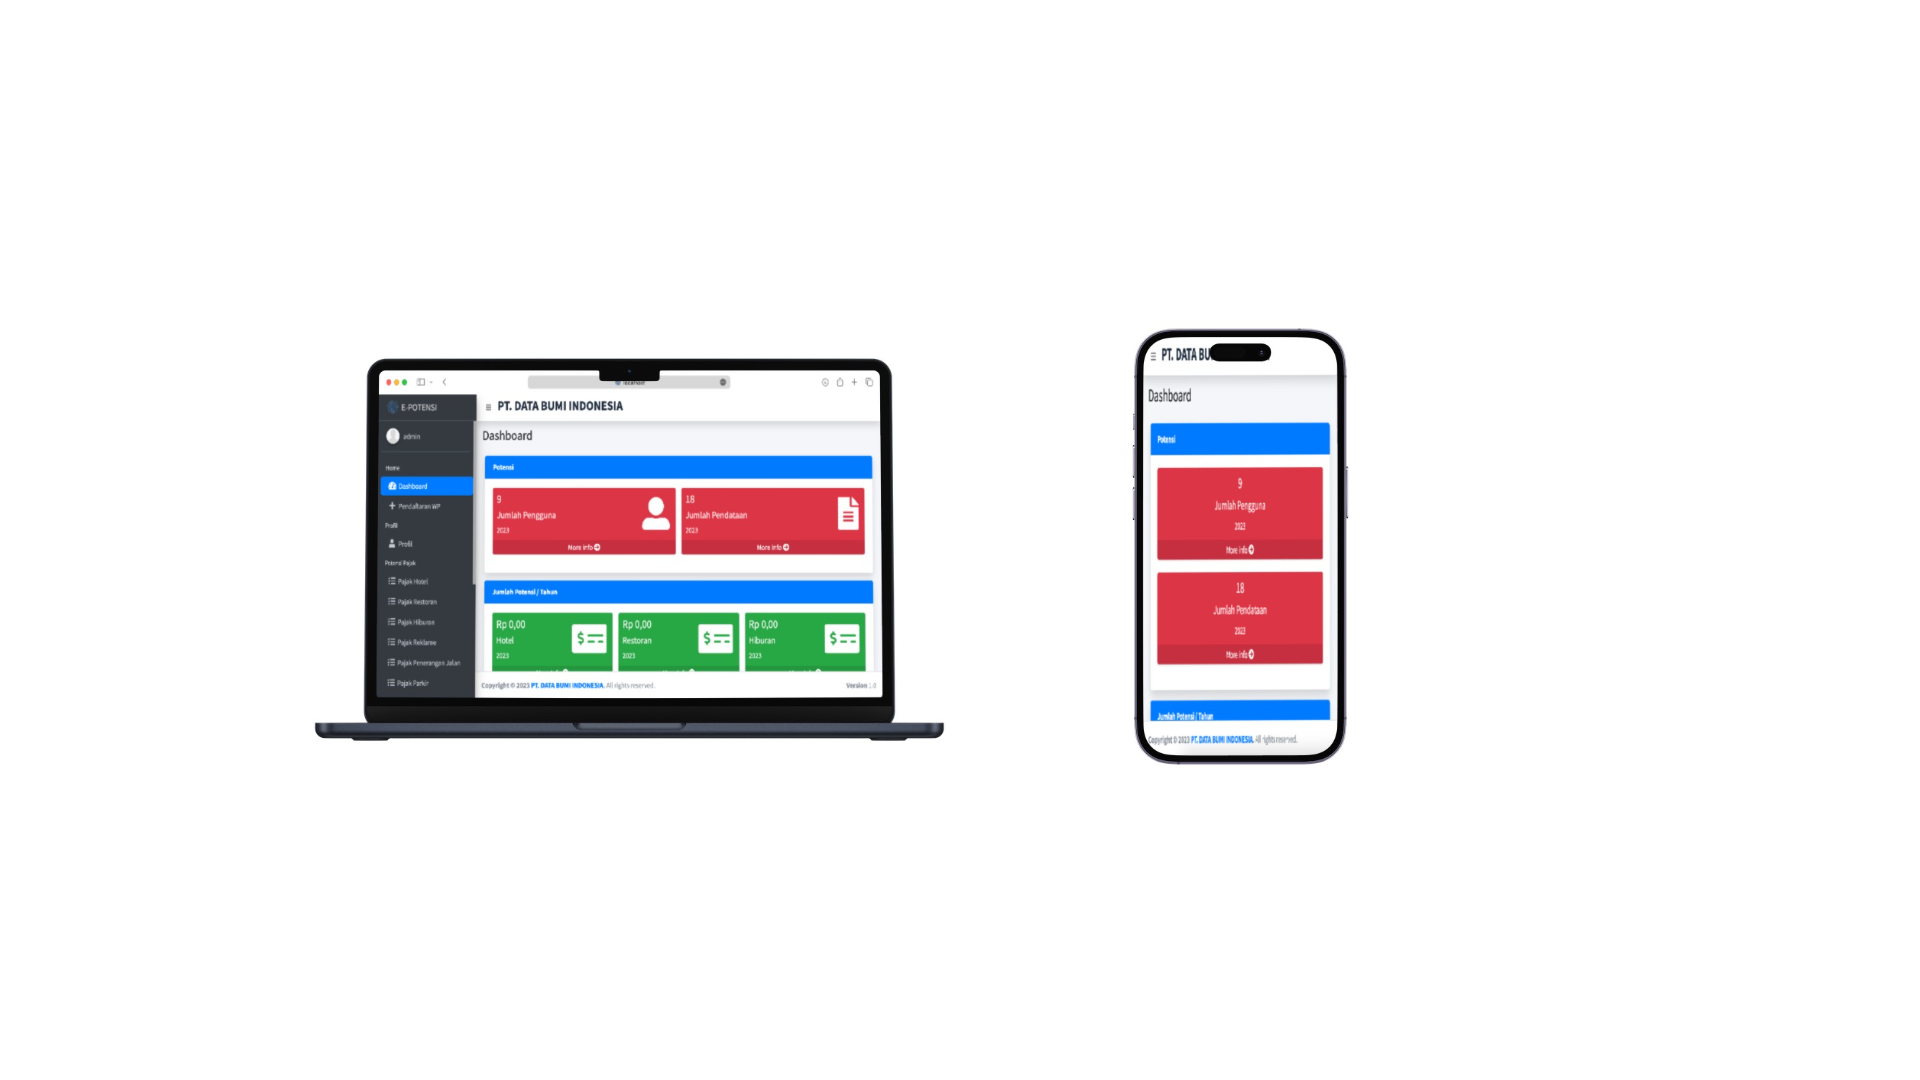 localhost
E-POTENSI
PT. DATA BUMI INDONESIA
admin
Dashboard
Home
Dashboard
Pendaftaran WP
Profil
Profil
Potensi Pajak
Pajak Hotel
Pajak Restoran
Pajak Hiburan
Pajak Reklame
Pajak Penerangan Jalan
Pajak Parkir
Potensi
9
Jumlah Pengguna
2023
More info
18
Jumlah Pendataan
2023
More info
Jumlah Potensi / Tahun
Rp 0,00
Hotel
2023
Rp 0,00
Restoran
2023
Rp 0,00
Hiburan
2023
Copyright © 2023 PT. DATA BUMI INDONESIA. All rights reserved.
Version 1.0
PT. DATA BU
Dashboard
Potensi
9
Jumlah Pengguna
2023
More info
18
Jumlah Pendataan
2023
More info
Jumlah Potensi / Tahun
Copyright © 2023 PT. DATA BUMI INDONESIA. All rights reserved.